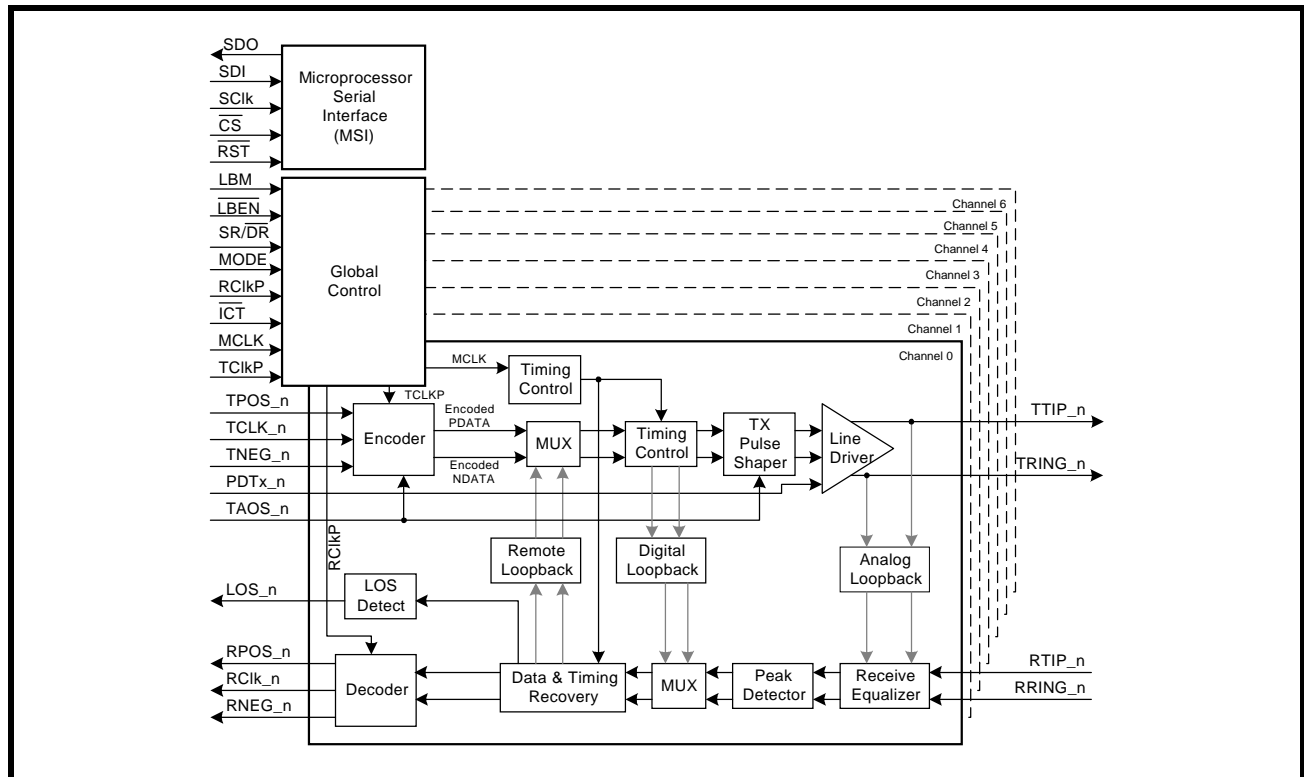 SDO
SDI
SClk
CS
RST
Microprocessor
Serial
Interface
(MSI)
LBM
LBEN
SR/DR
MODE
RClkP
ICT
MCLK
TClkP
Global
Control
Channel 6
Channel 5
Channel 4
Channel 3
Channel 2
Channel 1
Channel 0
MCLK
Timing
Control
TCLKP
TPOS_n
TCLK_n
TNEG_n
PDTx_n
TAOS_n
Encoder
Encoded
PDATA
Encoded
NDATA
MUX
Timing
Control
TX
Pulse
Shaper
Line
Driver
TTIP_n
TRING_n
RClkP
Remote
Loopback
Digital
Loopback
Analog
Loopback
LOS_n
LOS
Detect
RPOS_n
RClk_n
RNEG_n
Decoder
Data & Timing
Recovery
MUX
Peak
Detector
Receive
Equalizer
RTIP_n
RRING_n